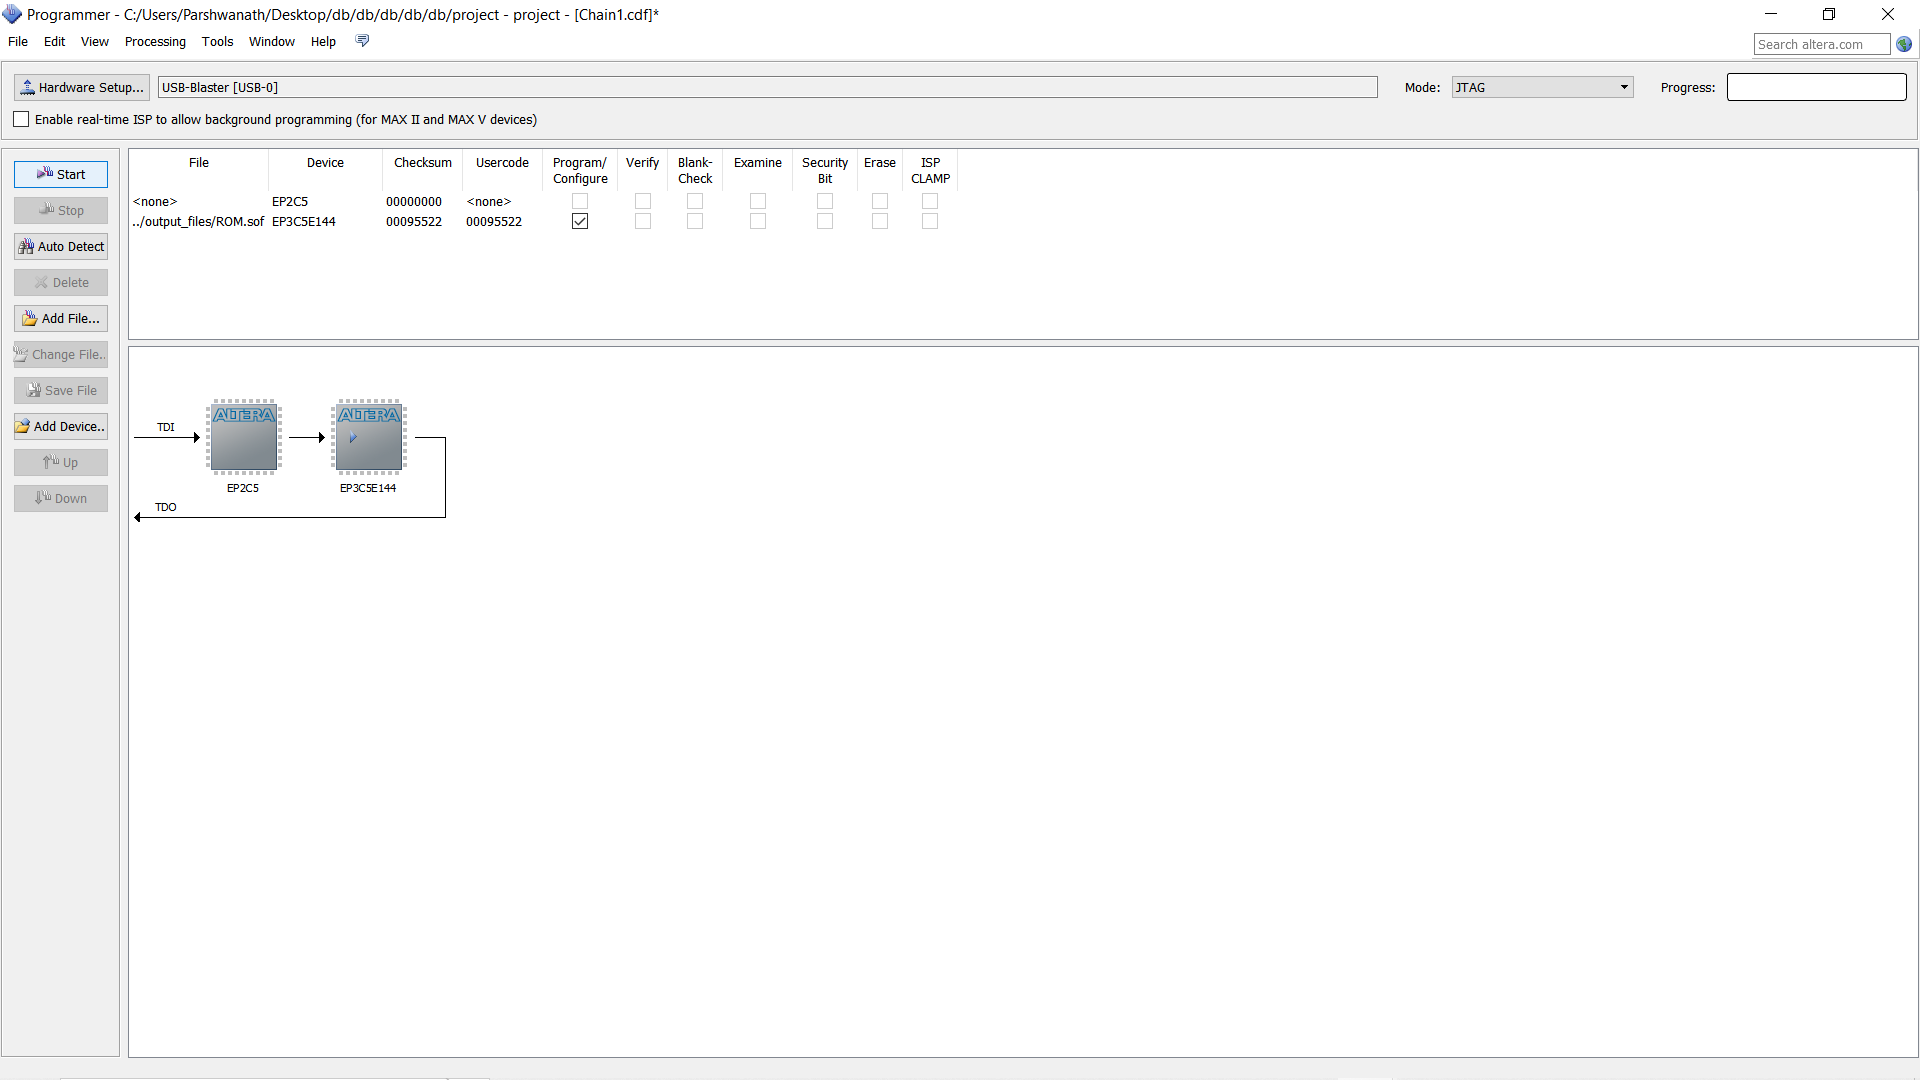 Programmer - C:/Users/Parshwanath/Desktop/db/db/db/db/db/project - project - [Chain1.cdf]*
File Edit View Processing Tools Window Help
Search altera.com
Hardware Setup... USB-Blaster [USB-0] Mode: JTAG Progress:
Enable real-time ISP to allow background programming (for MAX II and MAX V devices)
Start
Stop
Auto Detect
Delete
Add File...
Change File..
Save File
Add Device..
Up
Down
File Device Checksum Usercode Program/ Verify Blank- Examine Security Erase ISP
Configure Check Bit CLAMP
<none> EP2C5 00000000 <none>
../output_files/ROM.sof EP3C5E144 00095522 00095522
ALTERA ALTERA
TDI
EP2C5 EP3C5E144
TDO